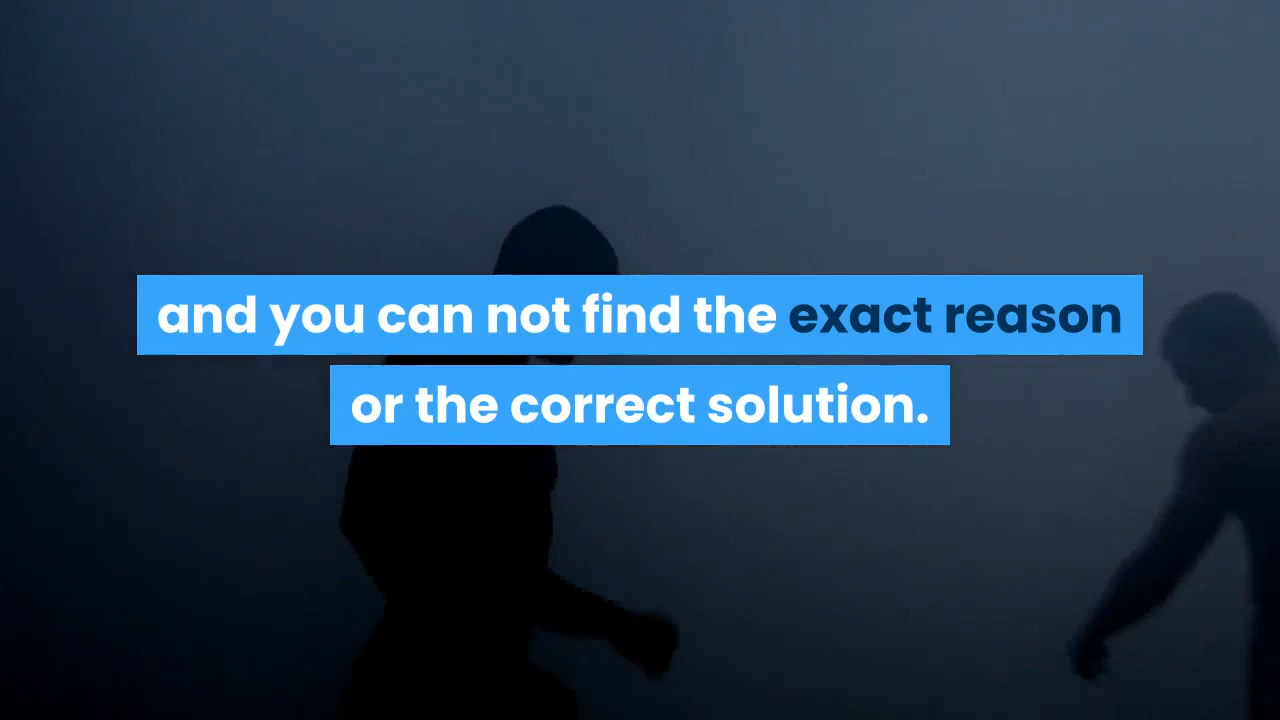 and you can not find the exact reason
or the correct solution.